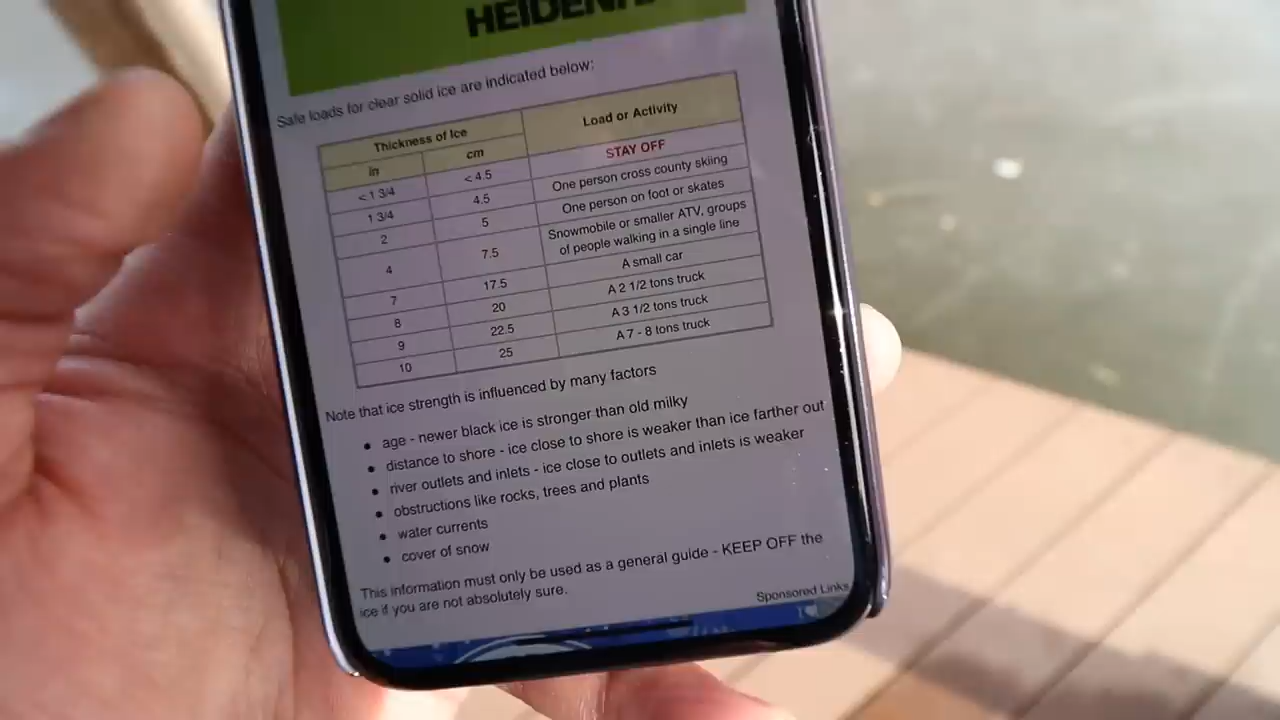 Safe loads for clear solid ice are indicated below:
Thickness of Ice Load or Activity
in cm
< 1 3/4 < 4.5 STAY OFF
1 3/4 4.5 One person cross county skiing
2 5 One person on foot or skates
4 7.5 Snowmobile or smaller ATV, groups
of people walking in a single line
7 17.5 A small car
8 20 A 2 1/2 tons truck
9 22.5 A 3 1/2 tons truck
10 25 A 7 - 8 tons truck
Note that ice strength is influenced by many factors
• age - newer black ice is stronger than old milky
• distance to shore - ice close to shore is weaker than ice farther out
• river outlets and inlets - ice close to outlets and inlets is weaker
• obstructions like rocks, trees and plants
• water currents
• cover of snow
This information must only be used as a general guide - KEEP OFF the
ice if you are not absolutely sure.
Sponsored Links